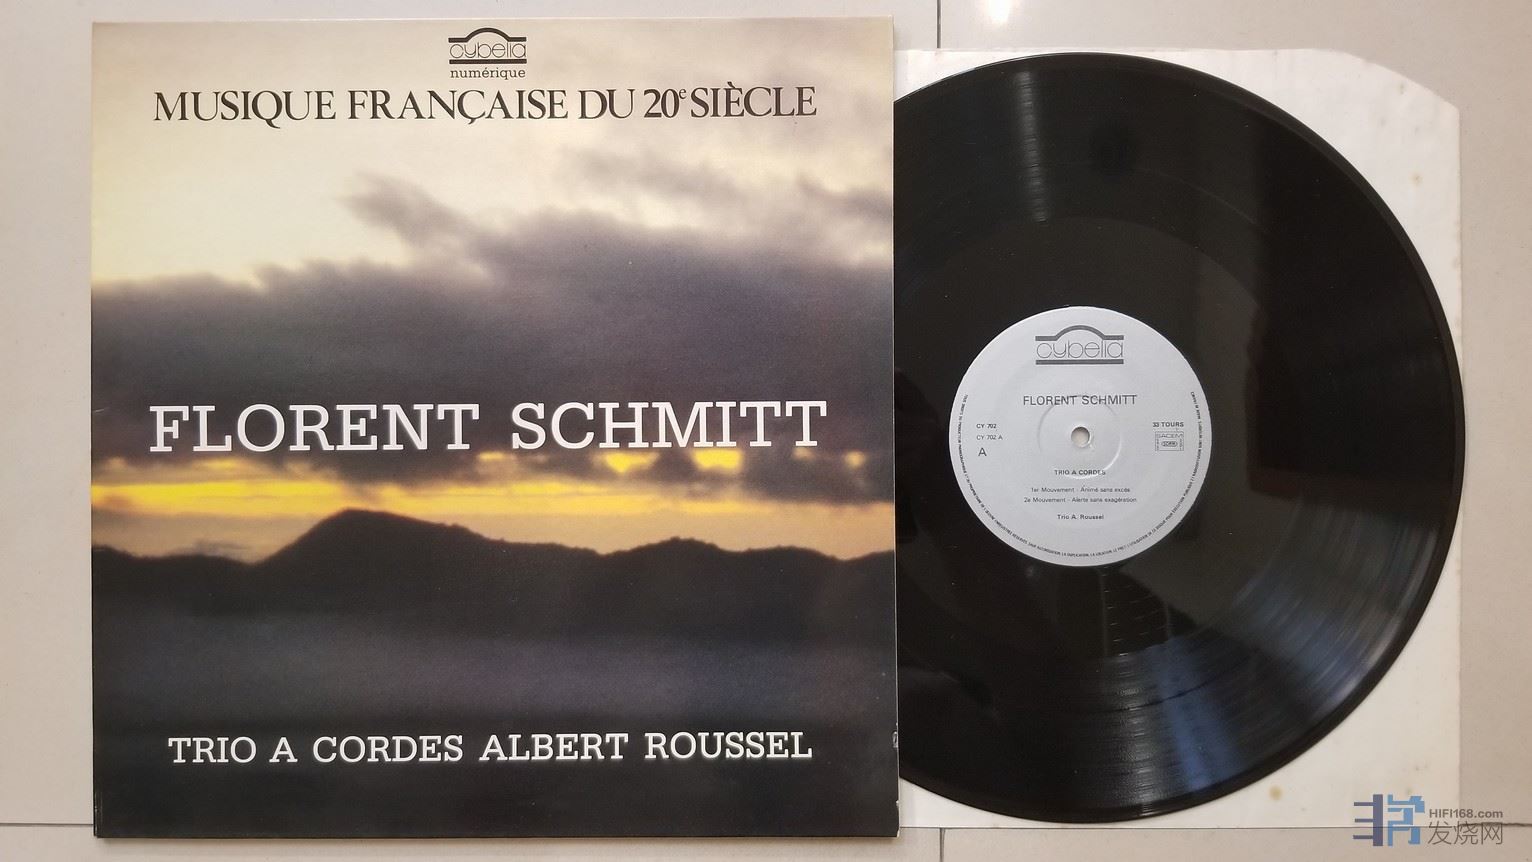 cybelia
numérique
MUSIQUE FRANÇAISE DU 20e SIÈCLE
FLORENT SCHMITT
TRIO A CORDES ALBERT ROUSSEL
cybelia
FLORENT SCHMITT
CY 702
CY 702 A
A
33 TOURS
SACEM
TRIO A CORDES
1er Mouvement - Animé sans excès
2e Mouvement - Alerte sans exagération
Trio A. Roussel
HIFI168.com
发烧网